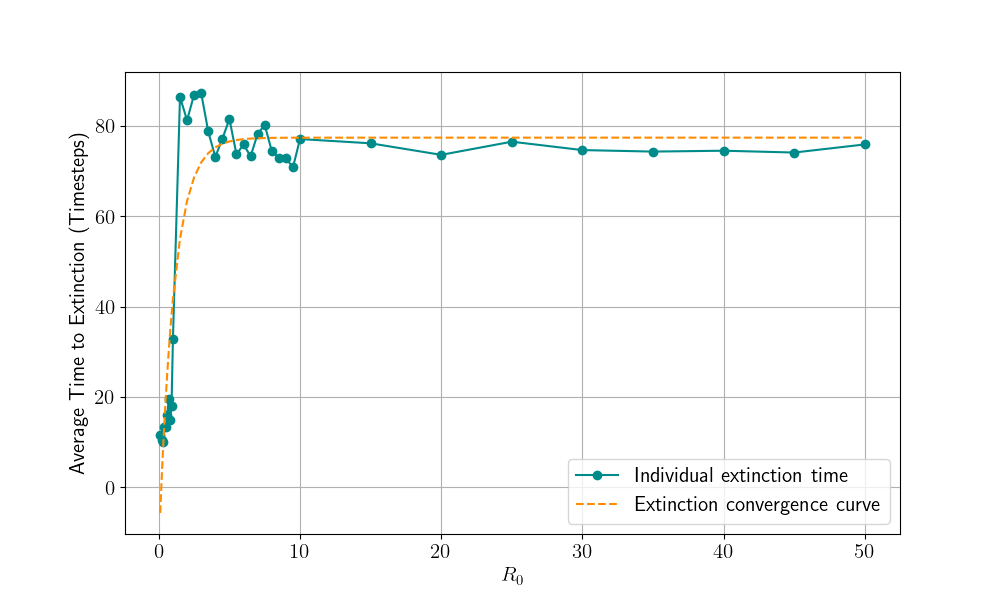 80
60
40
20
0
Average Time to Extinction (Timesteps)
Individual extinction time
Extinction convergence curve
0 10 20 30 40 50
R₀